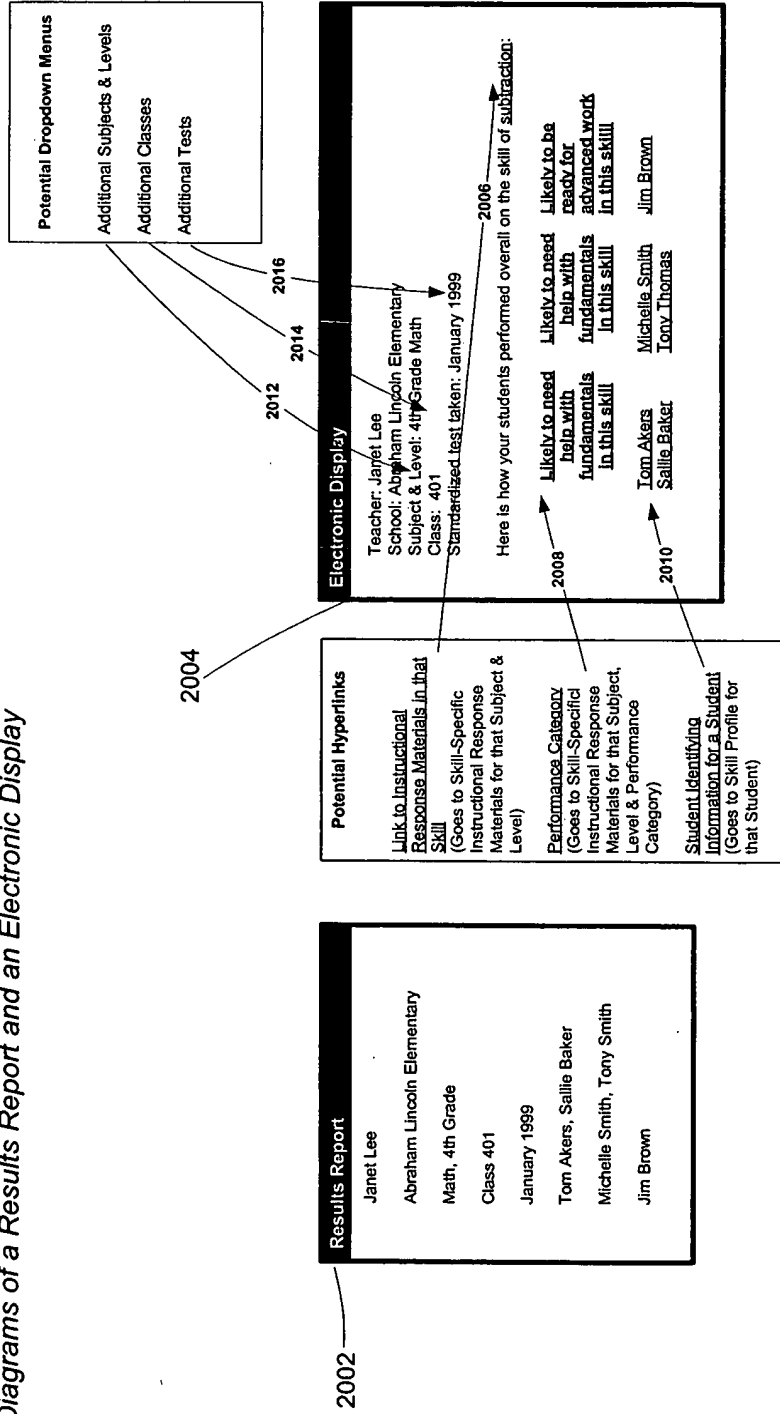 Diagrams of a Results Report and an Electronic Display
2002
Results Report
Janet Lee
Abraham Lincoln Elementary
Math, 4th Grade
Class 401
January 1999
Tom Akers, Sallie Baker
Michelle Smith, Tony Smith
Jim Brown
Potential Hyperlinks
Link to Instructional
Response Materials in that
Skill
(Goes to Skill-Specific
Instructional Response
Materials for that Subject &
Level)
Performance Category
(Goes to Skill-Specificl
Instructional Response
Materials for that Subject,
Level & Performance
Category)
Student Identifying
Information for a Student
(Goes to Skill Profile for
that Student)
2004
Electronic Display
Teacher: Janet Lee
School: Abraham Lincoln Elementary
Subject & Level: 4th Grade Math
Class: 401
Standardized test taken: January 1999
Here is how your students performed overall on the skill of subtraction:
Likely to need
help with
fundamentals
in this skill
Likely to need
help with
fundamentals
in this skill
Likely to be
ready for
advanced work
in this skilll
Tom Akers
Sallie Baker
Michelle Smith
Tony Thomas
Jim Brown
2006
2008
2010
2012
2014
2016
Potential Dropdown Menus
Additional Subjects & Levels
Additional Classes
Additional Tests